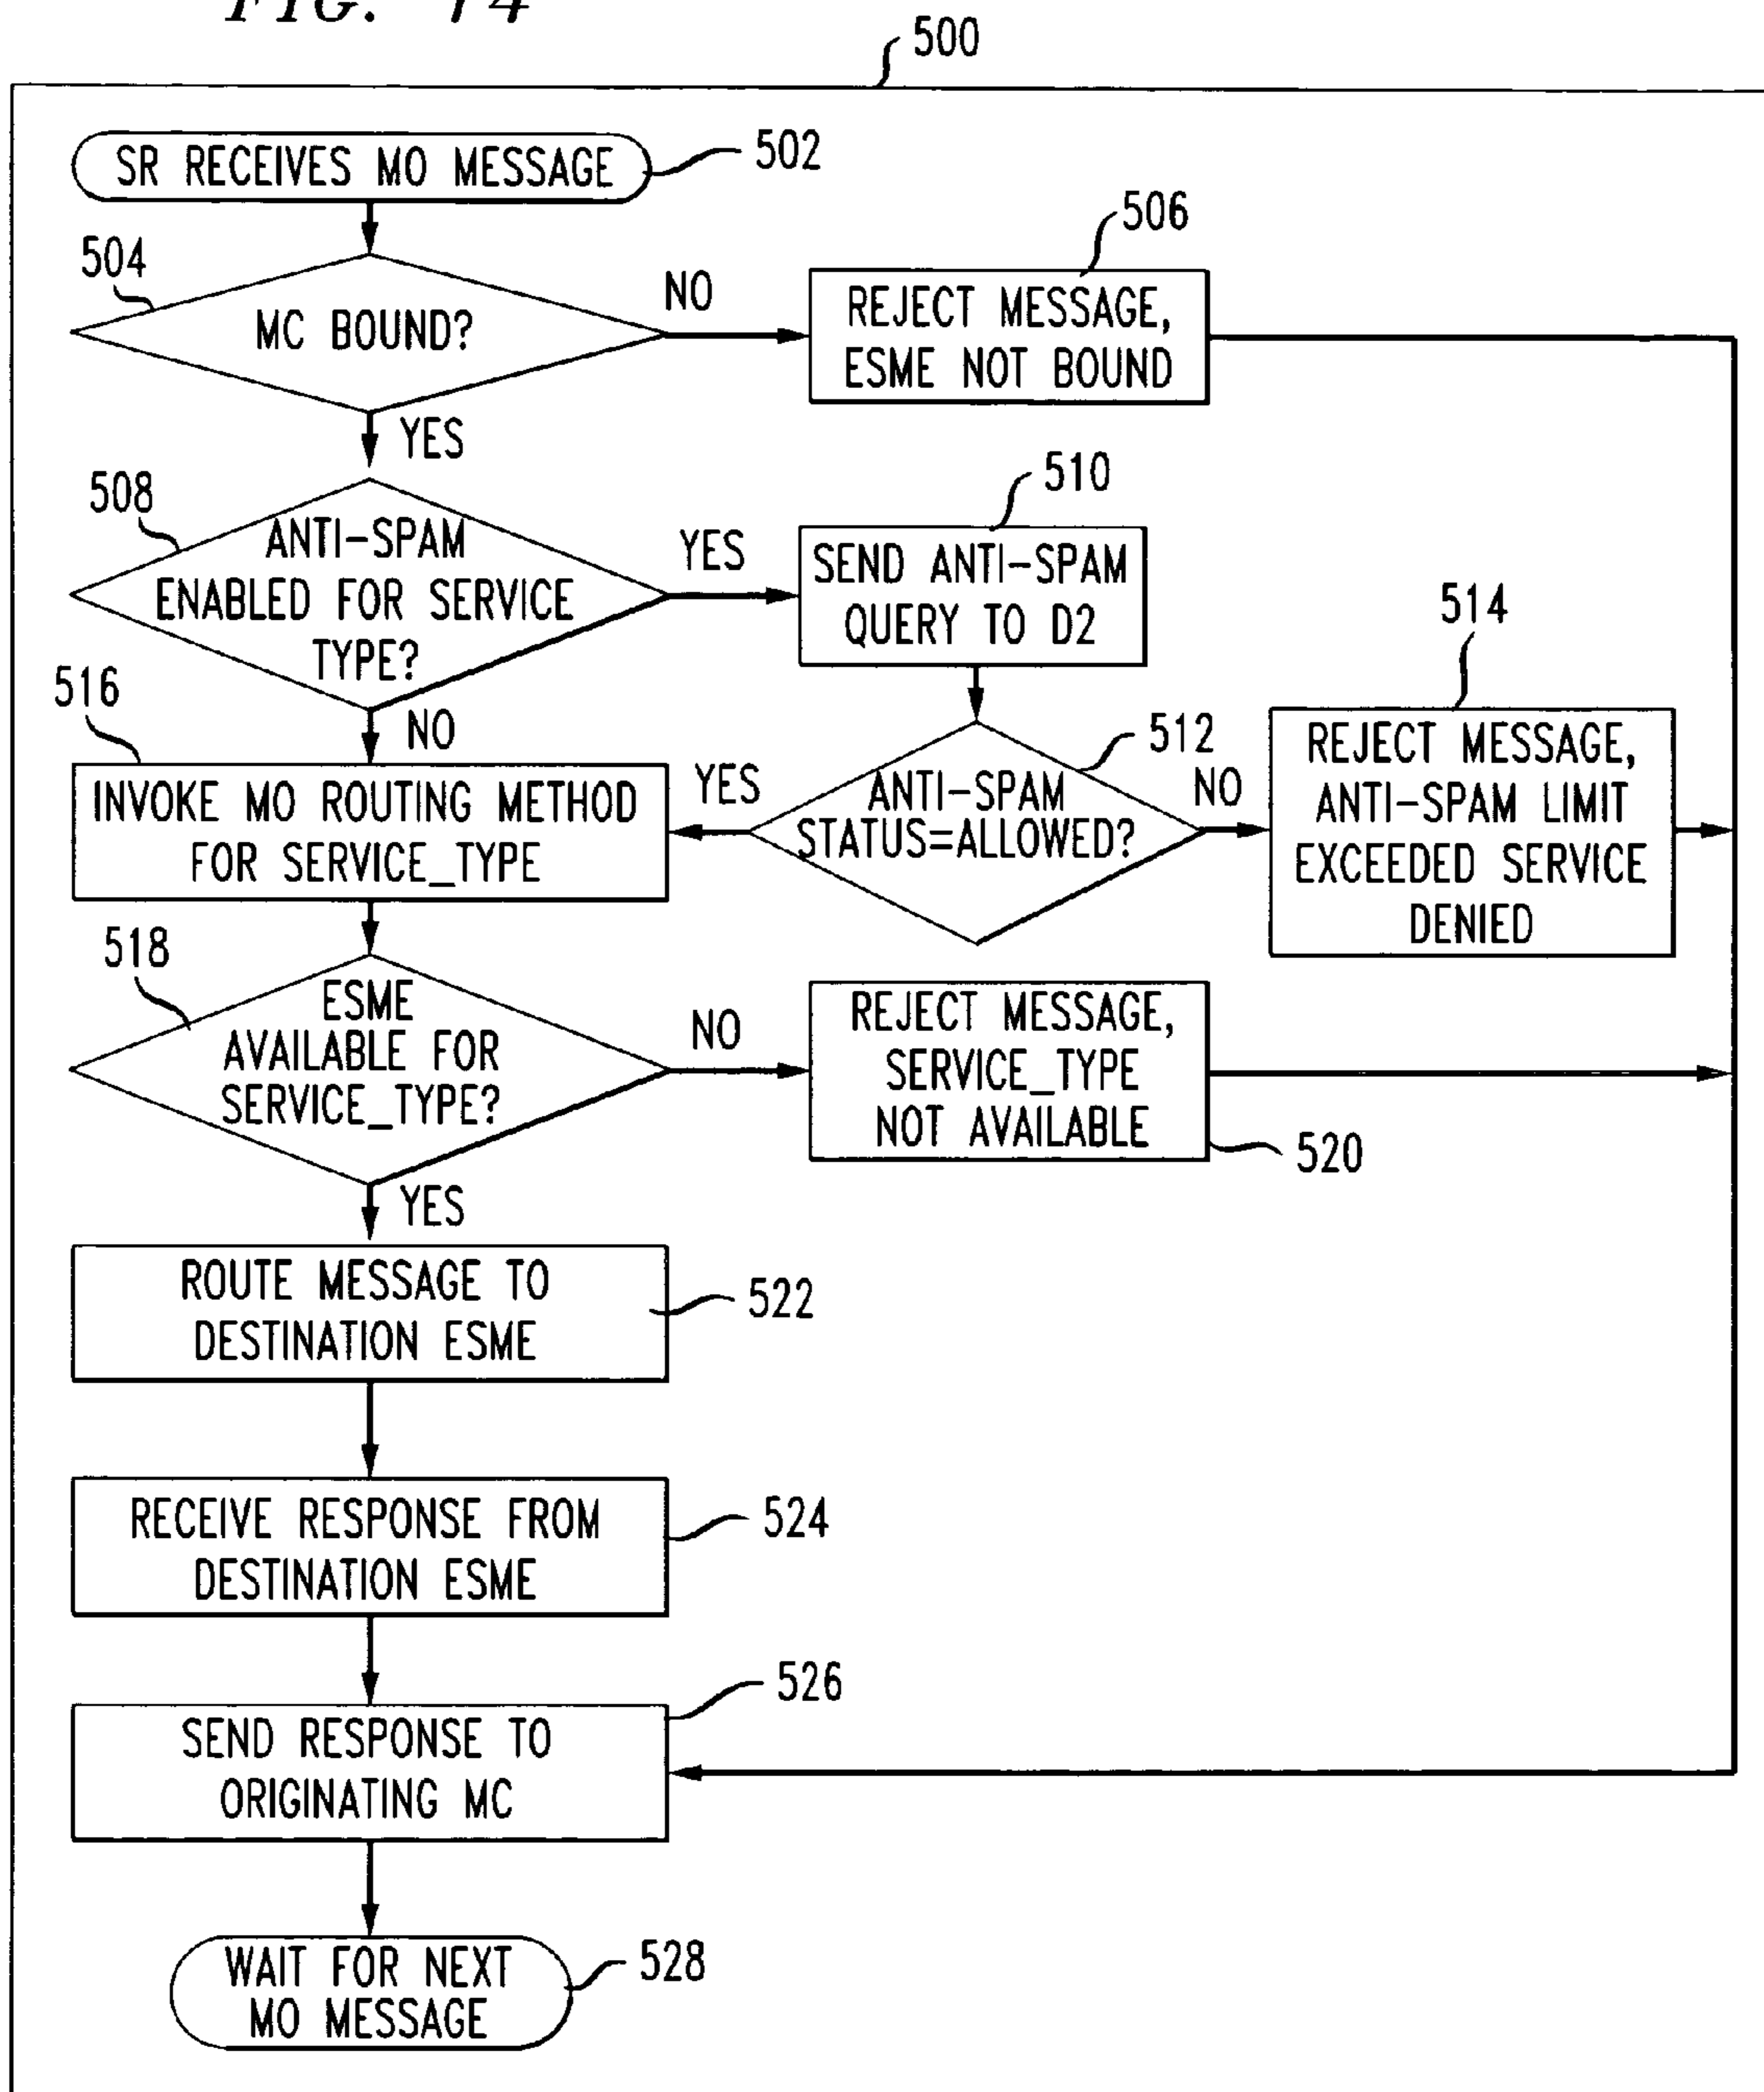 FIG. 14
500
SR RECEIVES MO MESSAGE
502
504
MC BOUND?
NO
506
REJECT MESSAGE,
ESME NOT BOUND
YES
508
ANTI-SPAM
ENABLED FOR SERVICE
TYPE?
YES
510
SEND ANTI-SPAM
QUERY TO D2
514
REJECT MESSAGE,
ANTI-SPAM LIMIT
EXCEEDED SERVICE
DENIED
512
ANTI-SPAM
STATUS=ALLOWED?
NO
YES
NO
516
INVOKE MO ROUTING METHOD
FOR SERVICE_TYPE
518
ESME
AVAILABLE FOR
SERVICE_TYPE?
NO
REJECT MESSAGE,
SERVICE_TYPE
NOT AVAILABLE
520
YES
ROUTE MESSAGE TO
DESTINATION ESME
522
RECEIVE RESPONSE FROM
DESTINATION ESME
524
SEND RESPONSE TO
ORIGINATING MC
526
WAIT FOR NEXT
MO MESSAGE
528